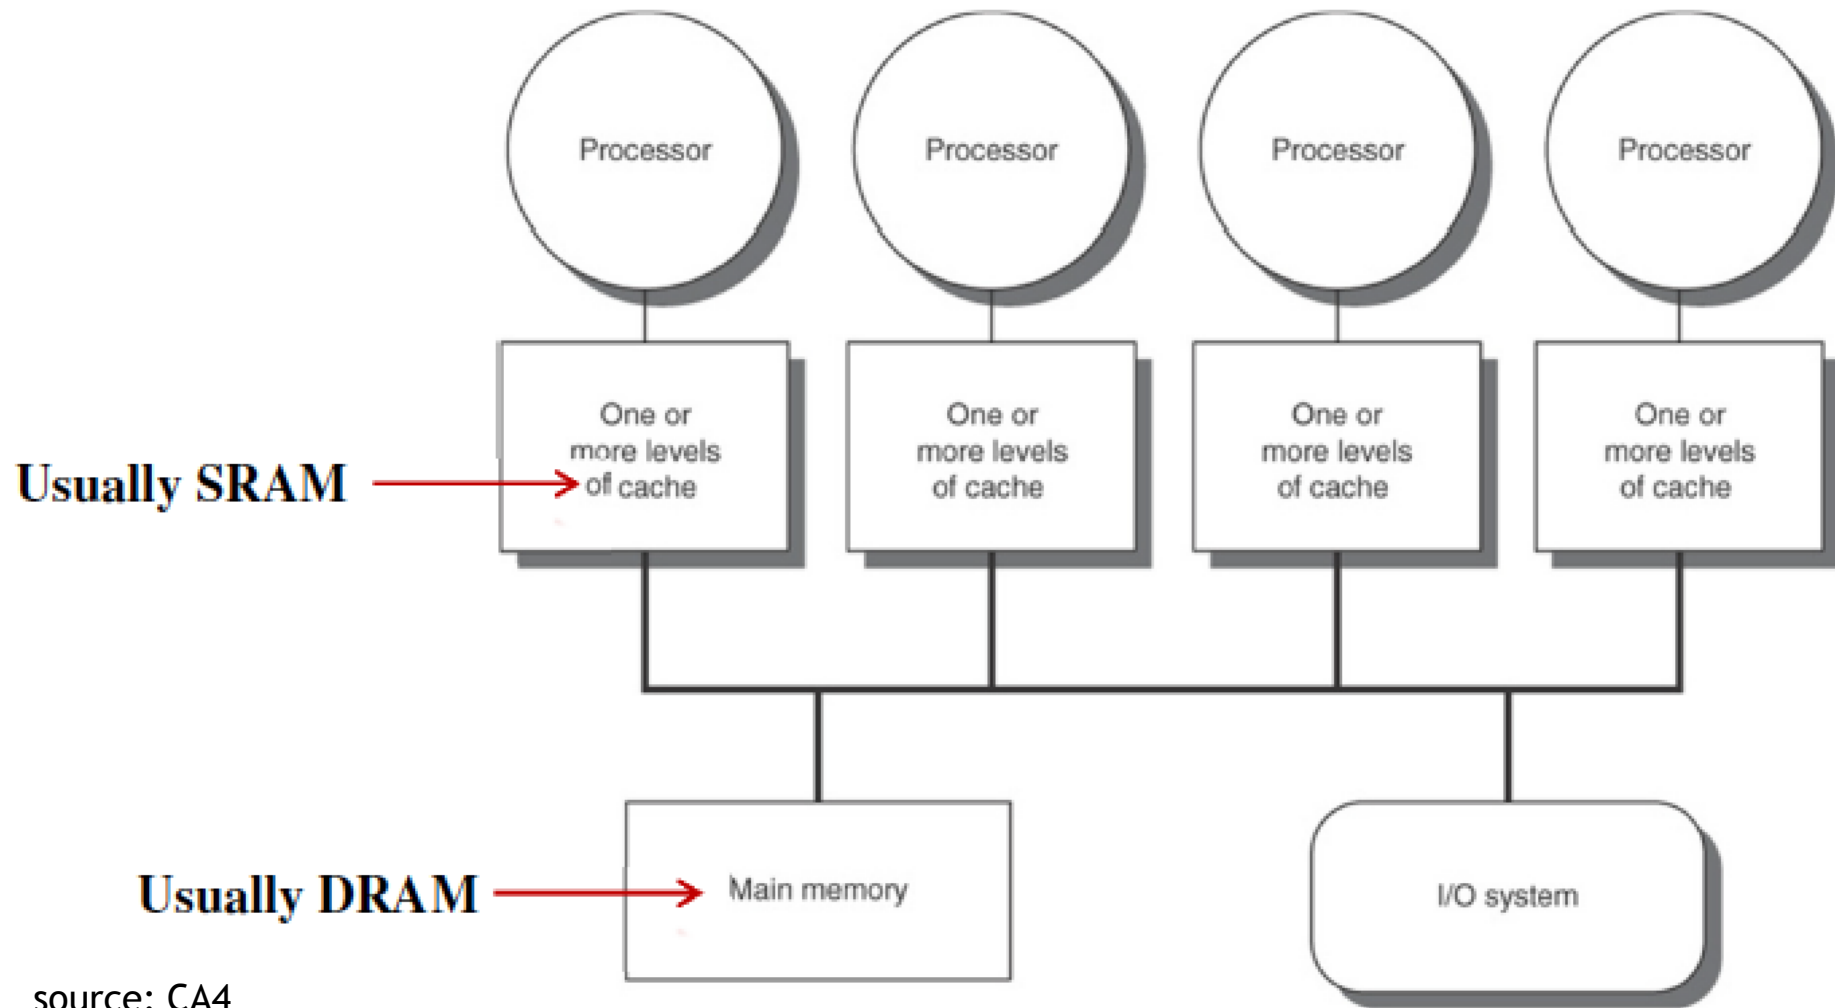 Processor
Processor
Processor
Processor
One or
more levels
of cache
One or
more levels
of cache
One or
more levels
of cache
One or
more levels
of cache
Usually SRAM
Usually DRAM
Main memory
I/O system
source: CA4